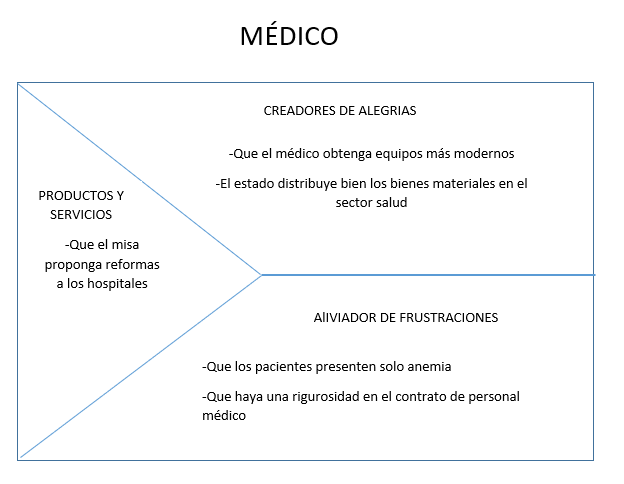 MÉDICO
CREADORES DE ALEGRIAS
-Que el médico obtenga equipos más modernos
-El estado distribuye bien los bienes materiales en el
sector salud
PRODUCTOS Y
SERVICIOS
-Que el misa
proponga reformas
a los hospitales
AlIVIADOR DE FRUSTRACIONES
-Que los pacientes presenten solo anemia
-Que haya una rigurosidad en el contrato de personal
médico